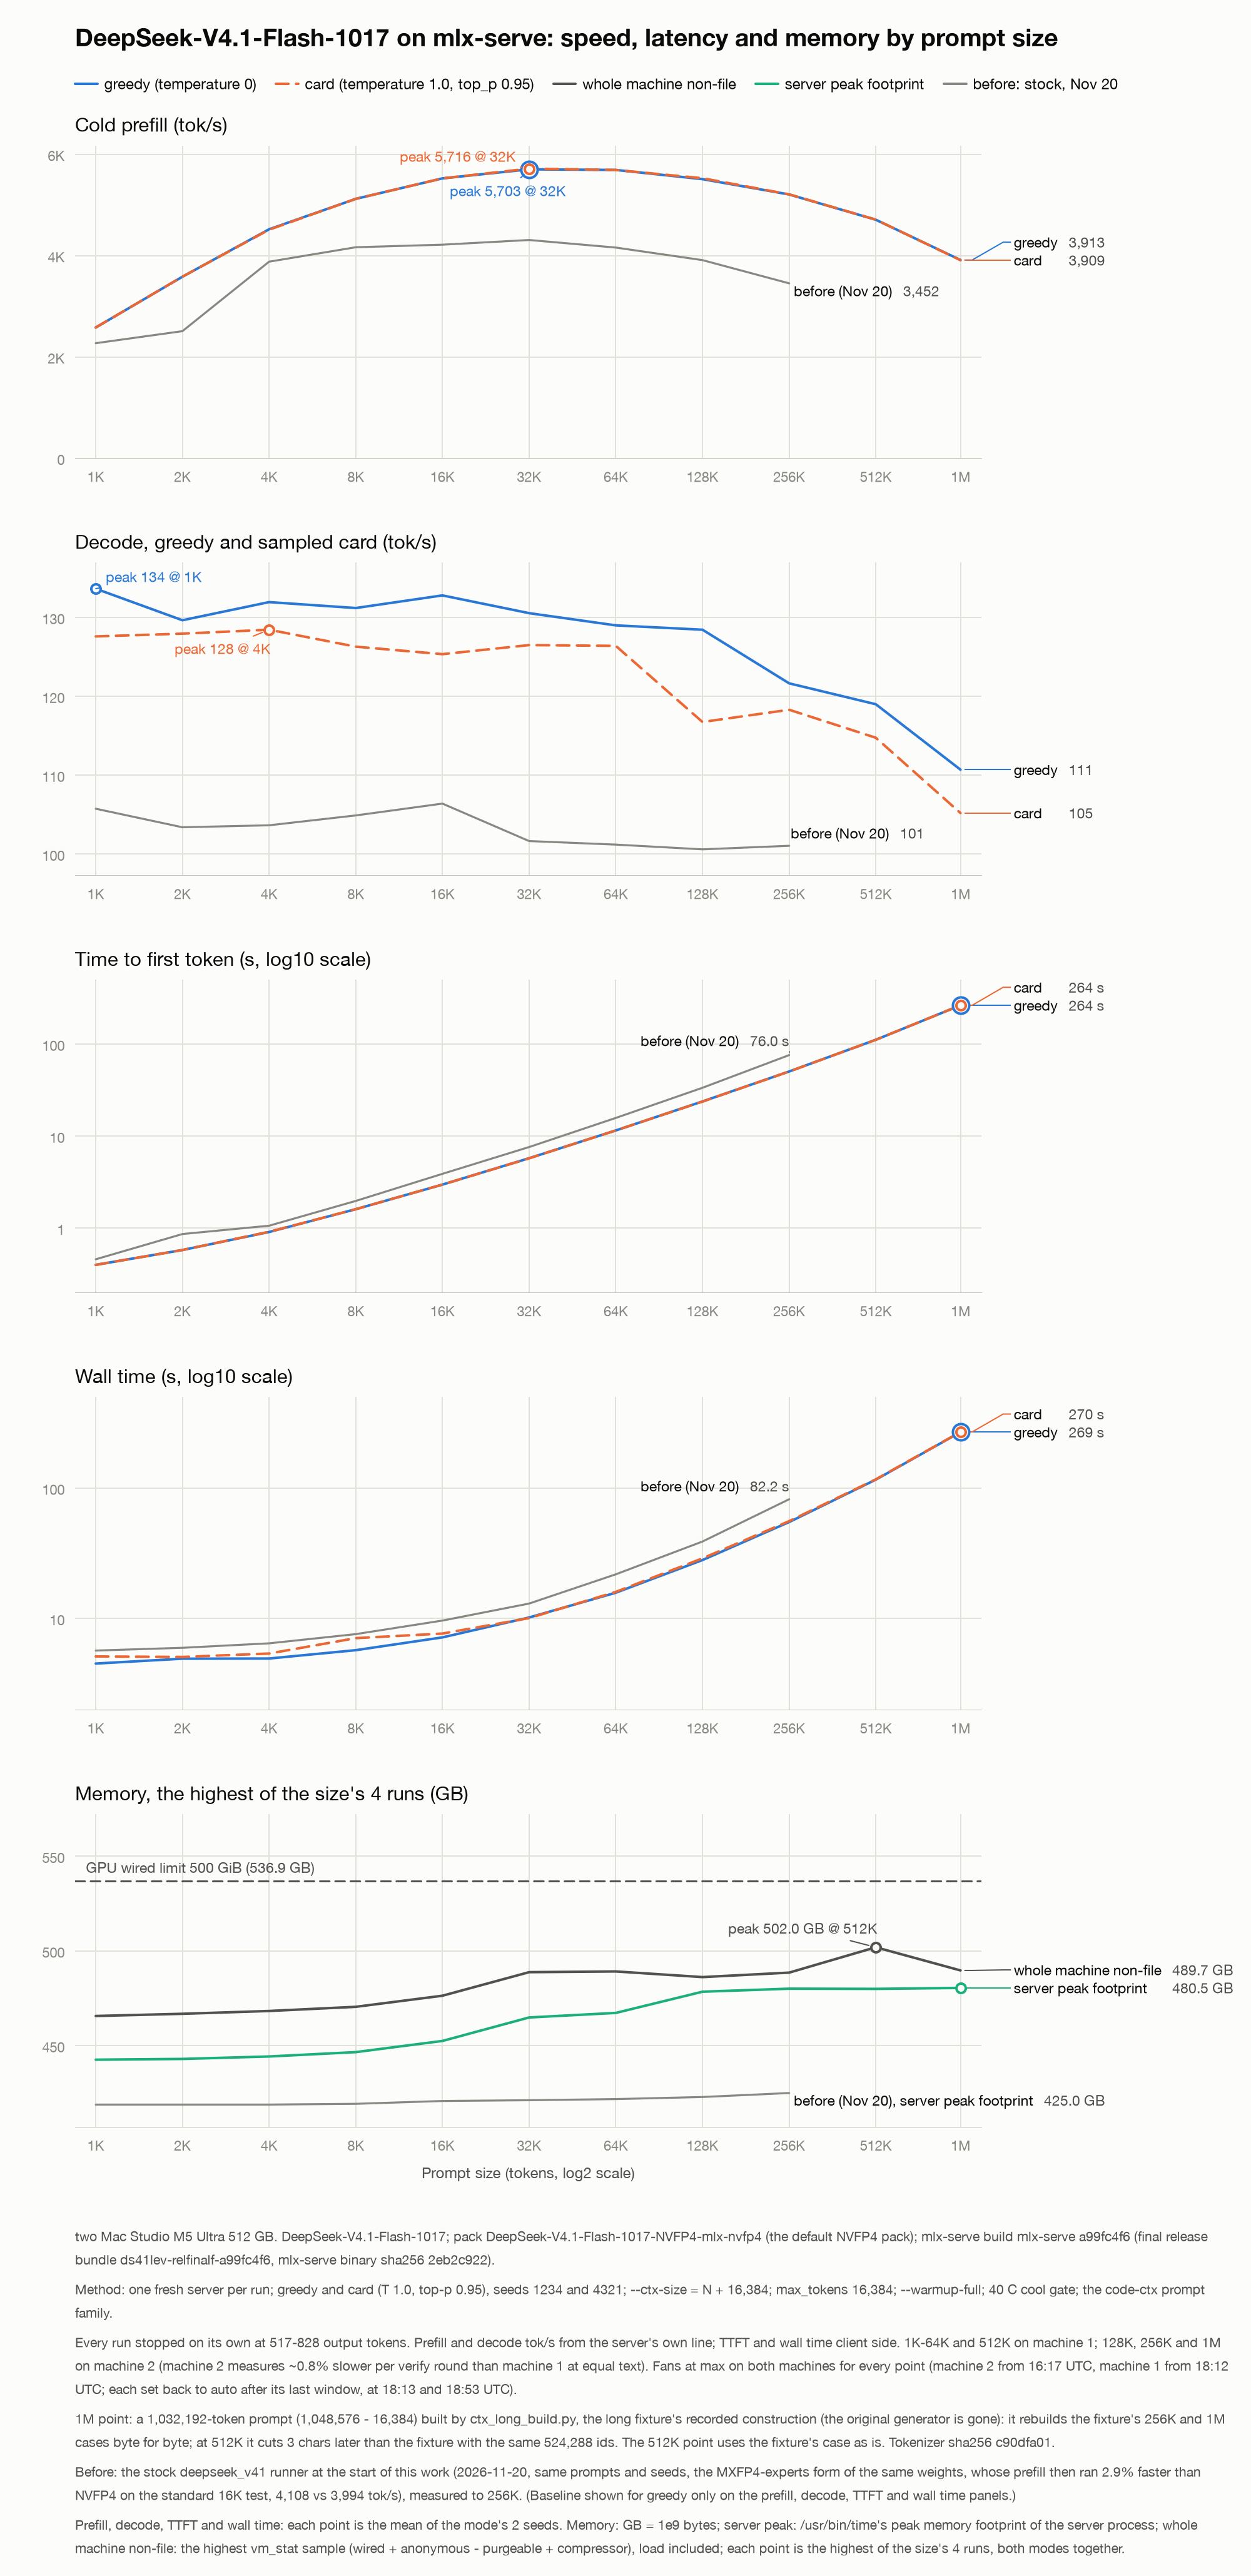 DeepSeek-V4.1-Flash-1017 on mlx-serve: speed, latency and memory by prompt size
greedy (temperature 0) card (temperature 1.0, top_p 0.95) whole machine non-file server peak footprint before: stock, Nov 20
Cold prefill (tok/s)
6K
4K
2K
0
peak 5,716 @ 32K
peak 5,703 @ 32K
greedy 3,913
card 3,909
before (Nov 20) 3,452
1K 2K 4K 8K 16K 32K 64K 128K 256K 512K 1M
Decode, greedy and sampled card (tok/s)
peak 134 @ 1K
130
peak 128 @ 4K
120
110
greedy 111
card 105
before (Nov 20) 101
100
1K 2K 4K 8K 16K 32K 64K 128K 256K 512K 1M
Time to first token (s, log10 scale)
card 264 s
greedy 264 s
before (Nov 20) 76.0 s
100
10
1
1K 2K 4K 8K 16K 32K 64K 128K 256K 512K 1M
Wall time (s, log10 scale)
card 270 s
greedy 269 s
before (Nov 20) 82.2 s
100
10
1K 2K 4K 8K 16K 32K 64K 128K 256K 512K 1M
Memory, the highest of the size's 4 runs (GB)
550
GPU wired limit 500 GiB (536.9 GB)
peak 502.0 GB @ 512K
500
whole machine non-file 489.7 GB
server peak footprint 480.5 GB
450
before (Nov 20), server peak footprint 425.0 GB
1K 2K 4K 8K 16K 32K 64K 128K 256K 512K 1M
Prompt size (tokens, log2 scale)
two Mac Studio M5 Ultra 512 GB. DeepSeek-V4.1-Flash-1017; pack DeepSeek-V4.1-Flash-1017-NVFP4-mlx-nvfp4 (the default NVFP4 pack); mlx-serve build mlx-serve a99fc4f6 (final release
bundle ds41lev-relfinalf-a99fc4f6, mlx-serve binary sha256 2eb2c922).
Method: one fresh server per run; greedy and card (T 1.0, top-p 0.95), seeds 1234 and 4321; --ctx-size = N + 16,384; max_tokens 16,384; --warmup-full; 40 C cool gate; the code-ctx prompt
family.
Every run stopped on its own at 517-828 output tokens. Prefill and decode tok/s from the server's own line; TTFT and wall time client side. 1K-64K and 512K on machine 1; 128K, 256K and 1M
on machine 2 (machine 2 measures ~0.8% slower per verify round than machine 1 at equal text). Fans at max on both machines for every point (machine 2 from 16:17 UTC, machine 1 from 18:12
UTC; each set back to auto after its last window, at 18:13 and 18:53 UTC).
1M point: a 1,032,192-token prompt (1,048,576 - 16,384) built by ctx_long_build.py, the long fixture's recorded construction (the original generator is gone): it rebuilds the fixture's 256K and 1M
cases byte for byte; at 512K it cuts 3 chars later than the fixture with the same 524,288 ids. The 512K point uses the fixture's case as is. Tokenizer sha256 c90dfa01.
Before: the stock deepseek_v41 runner at the start of this work (2026-11-20, same prompts and seeds, the MXFP4-experts form of the same weights, whose prefill then ran 2.9% faster than
NVFP4 on the standard 16K test, 4,108 vs 3,994 tok/s), measured to 256K. (Baseline shown for greedy only on the prefill, decode, TTFT and wall time panels.)
Prefill, decode, TTFT and wall time: each point is the mean of the mode's 2 seeds. Memory: GB = 1e9 bytes; server peak: /usr/bin/time's peak memory footprint of the server process; whole
machine non-file: the highest vm_stat sample (wired + anonymous - purgeable + compressor), load included; each point is the highest of the size's 4 runs, both modes together.